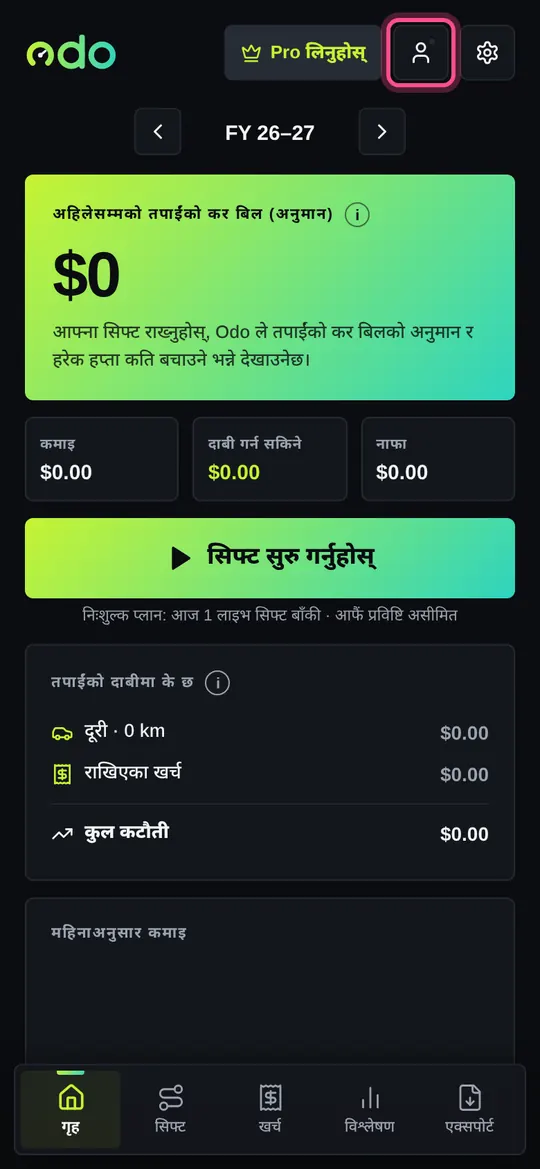 odo
Pro लिनुहोस्
FY 26–27
अहिलेसम्मको तपाईंको कर बिल (अनुमान) i
$0
आफ्ना सिफ्ट राख्नुहोस्, Odo ले तपाईंको कर बिलको अनुमान र
हरेक हप्ता कति बचाउने भन्ने देखाउनेछ।
कमाइ
$0.00
दाबी गर्न सकिने
$0.00
नाफा
$0.00
सिफ्ट सुरु गर्नुहोस्
निःशुल्क प्लान: आज 1 लाइभ सिफ्ट बाँकी · आफैं प्रविष्टि असीमित
तपाईंको दाबीमा के छ i
दूरी · 0 km $0.00
राखिएका खर्च $0.00
कुल कटौती $0.00
महिनाअनुसार कमाइ
गृह
सिफ्ट
खर्च
विश्लेषण
एक्सपोर्ट